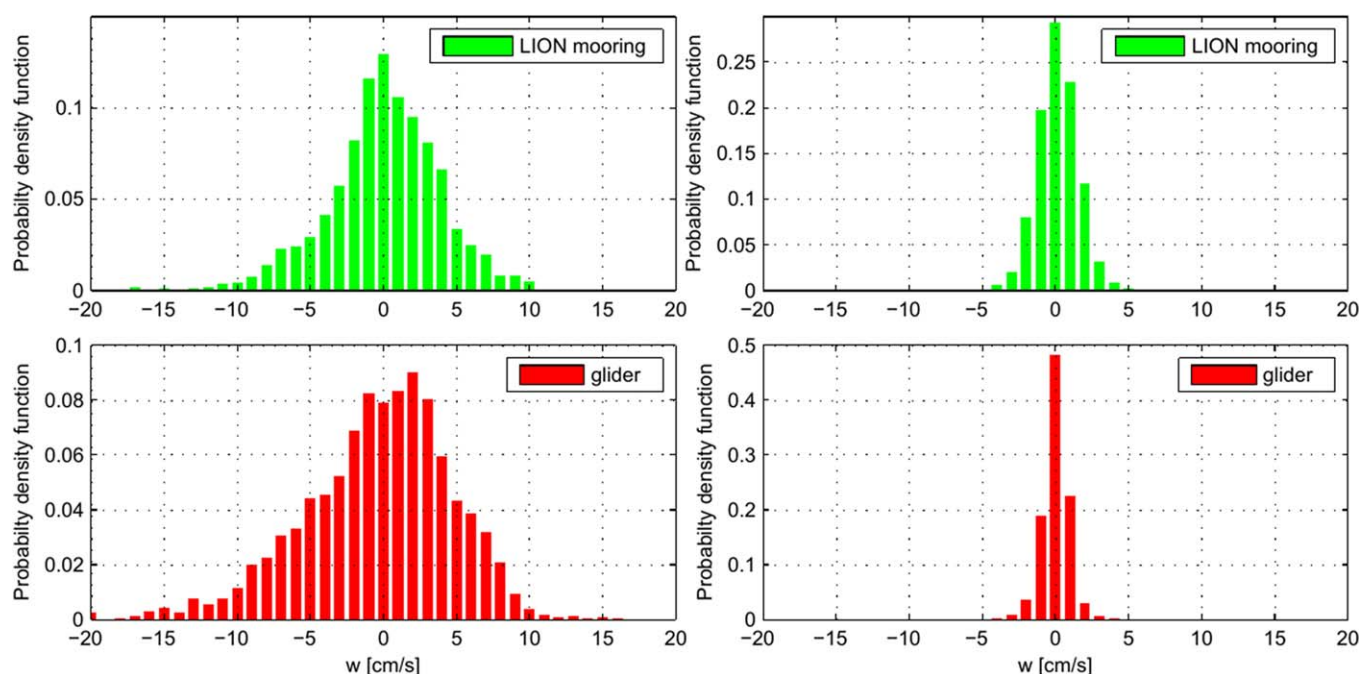 LION mooring
Probabilty density function
0.1
0.05
0
−20 −15 −10 −5 0 5 10 15 20
LION mooring
Probabilty density function
0.25
0.2
0.15
0.1
0.05
0
−20 −15 −10 −5 0 5 10 15 20
glider
Probabilty density function
0.1
0.08
0.06
0.04
0.02
0
−20 −15 −10 −5 0 5 10 15 20
w [cm/s]
glider
Probabilty density function
0.5
0.4
0.3
0.2
0.1
0
−20 −15 −10 −5 0 5 10 15 20
w [cm/s]